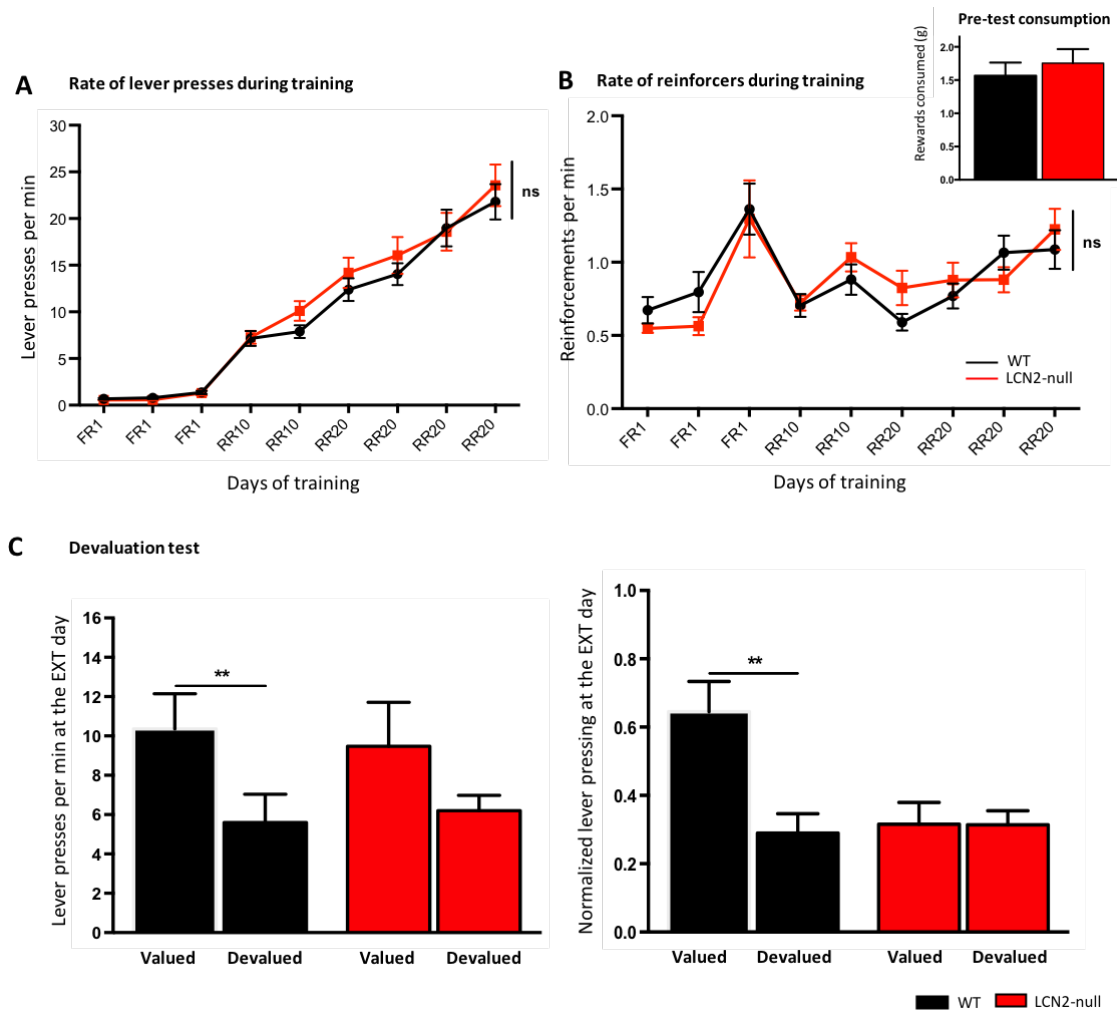 Pre-test consumption
Rewards consumed (g)
2.0
1.5
1.0
0.5
0.0
A Rate of lever presses during training
Lever presses per min
30
25
20
15
10
5
0
ns
FR1 FR1 FR1 RR10 RR10 RR20 RR20 RR20 RR20
Days of training
B Rate of reinforcers during training
Reinforcements per min
2.0
1.5
1.0
0.5
0.0
ns
WT
LCN2-null
FR1 FR1 FR1 RR10 RR10 RR20 RR20 RR20 RR20
Days of training
C Devaluation test
Lever presses per min at the EXT day
16
14
12
10
8
6
4
2
0
**
Valued Devalued Valued Devalued
Normalized lever pressing at the EXT day
1.0
0.8
0.6
0.4
0.2
0.0
**
Valued Devalued Valued Devalued
WT LCN2-null